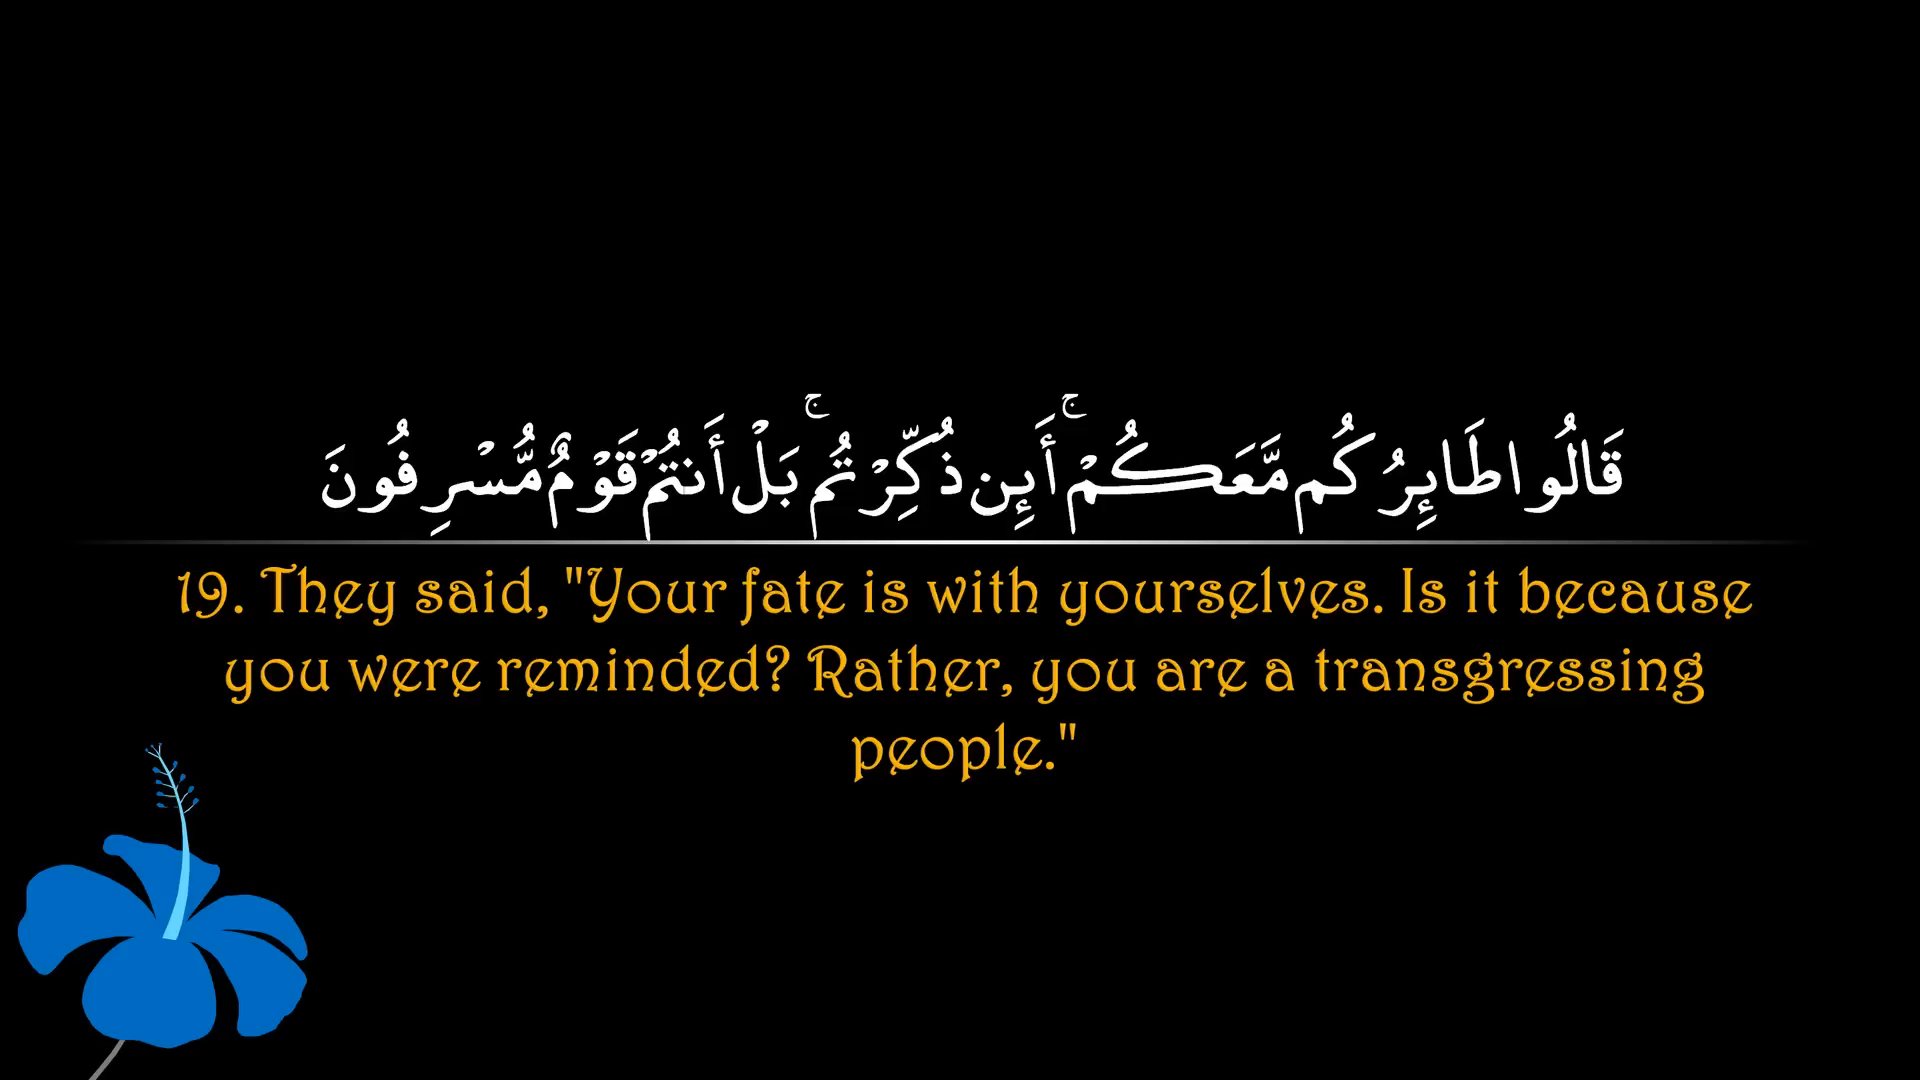 قَالُوا طَايِٕرُكُم مَّعَكُمْ ۚ أَيِٕن ذُكِّرْتُم ۚ بَلْ أَنتُمْ قَوْمٌ مُّسْرِفُونَ
19. They said, "Your fate is with yourselves. Is it because
you were reminded? Rather, you are a transgressing
people."